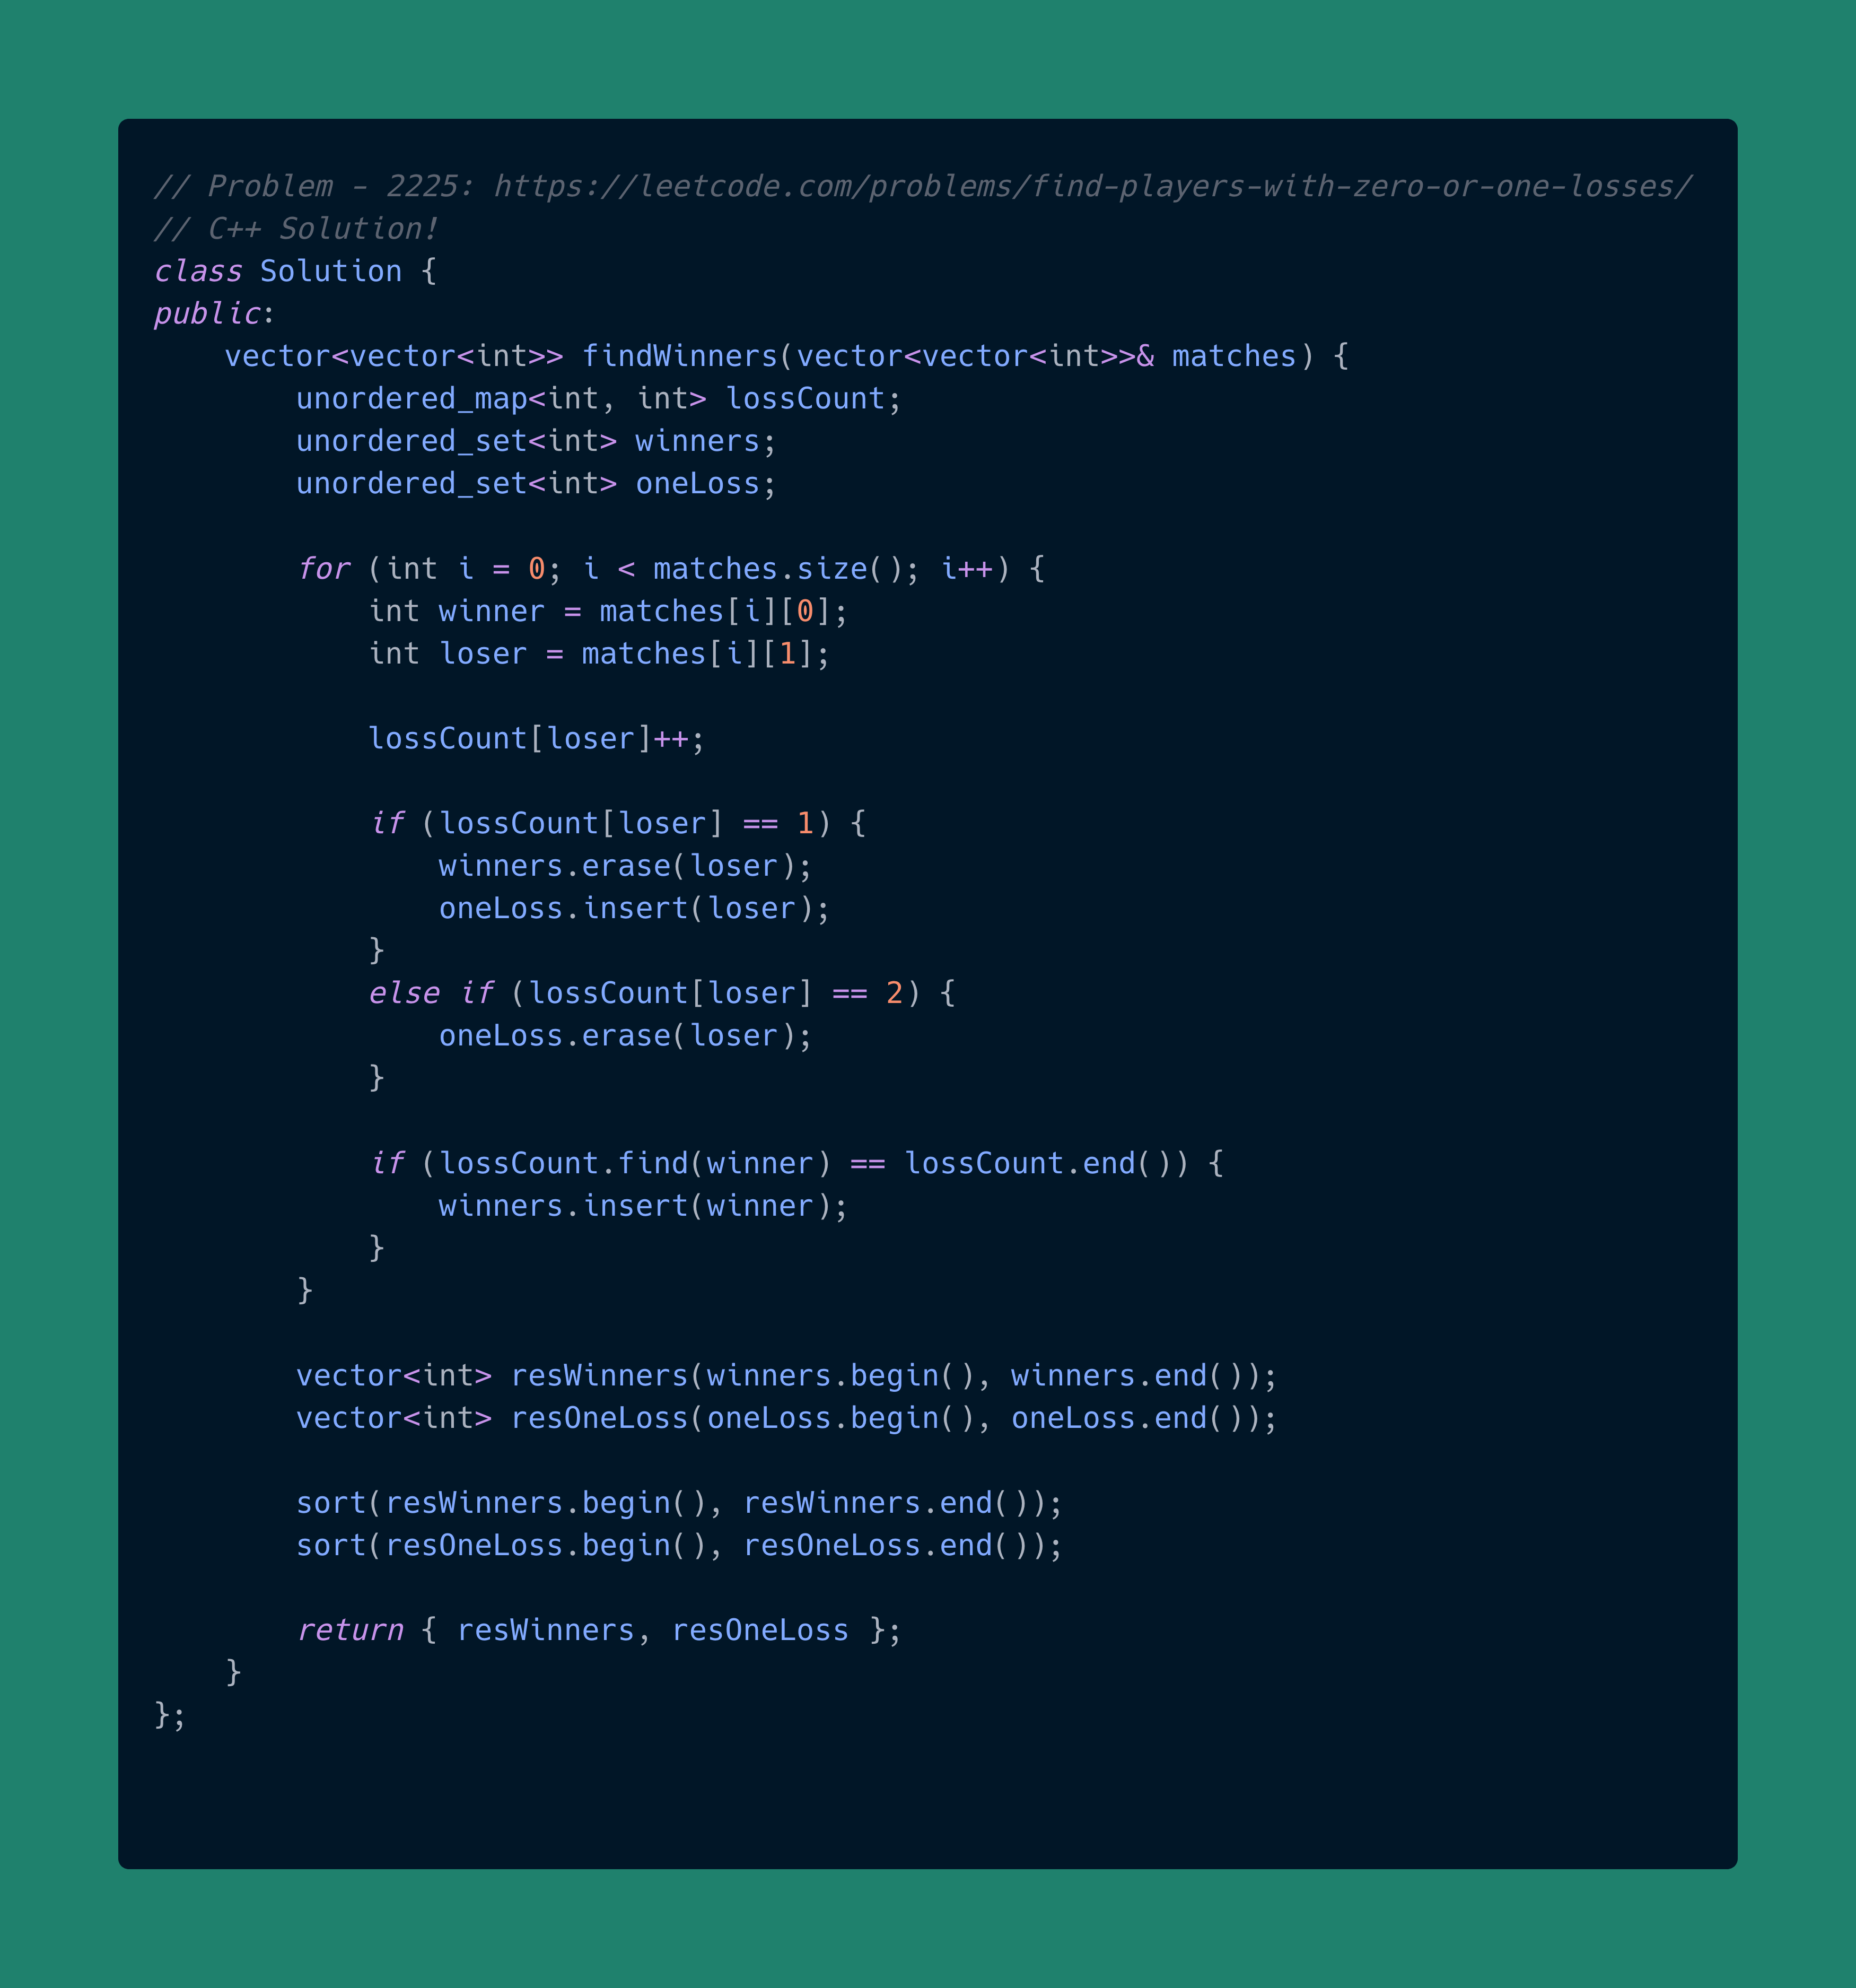 // Problem - 2225: https://leetcode.com/problems/find-players-with-zero-or-one-losses/
// C++ Solution!
class Solution {
public:
    vector<vector<int>> findWinners(vector<vector<int>>& matches) {
        unordered_map<int, int> lossCount;
        unordered_set<int> winners;
        unordered_set<int> oneLoss;

        for (int i = 0; i < matches.size(); i++) {
            int winner = matches[i][0];
            int loser = matches[i][1];

            lossCount[loser]++;

            if (lossCount[loser] == 1) {
                winners.erase(loser);
                oneLoss.insert(loser);
            }
            else if (lossCount[loser] == 2) {
                oneLoss.erase(loser);
            }

            if (lossCount.find(winner) == lossCount.end()) {
                winners.insert(winner);
            }
        }

        vector<int> resWinners(winners.begin(), winners.end());
        vector<int> resOneLoss(oneLoss.begin(), oneLoss.end());

        sort(resWinners.begin(), resWinners.end());
        sort(resOneLoss.begin(), resOneLoss.end());

        return { resWinners, resOneLoss };
    }
};